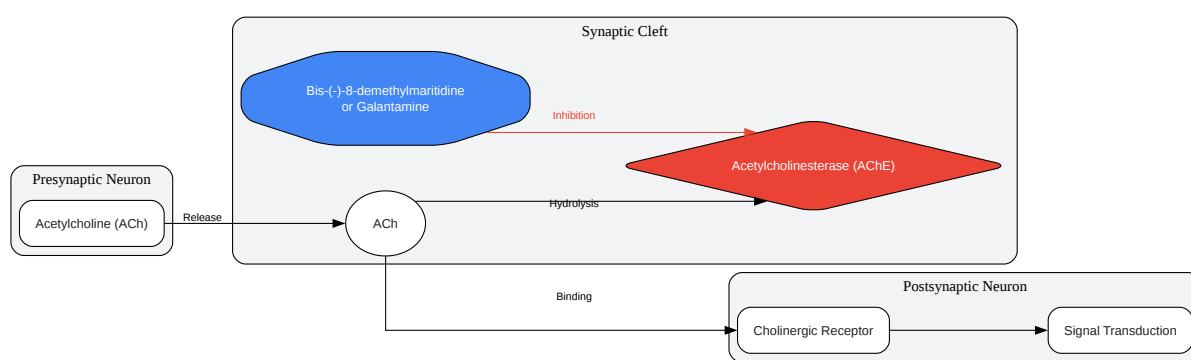 Synaptic Cleft
Bis-(-)-8-demethylmaritidine
or Galantamine
Inhibition
Acetylcholinesterase (AChE)
Presynaptic Neuron
Acetylcholine (ACh)
Release
ACh
Hydrolysis
Binding
Postsynaptic Neuron
Cholinergic Receptor
Signal Transduction